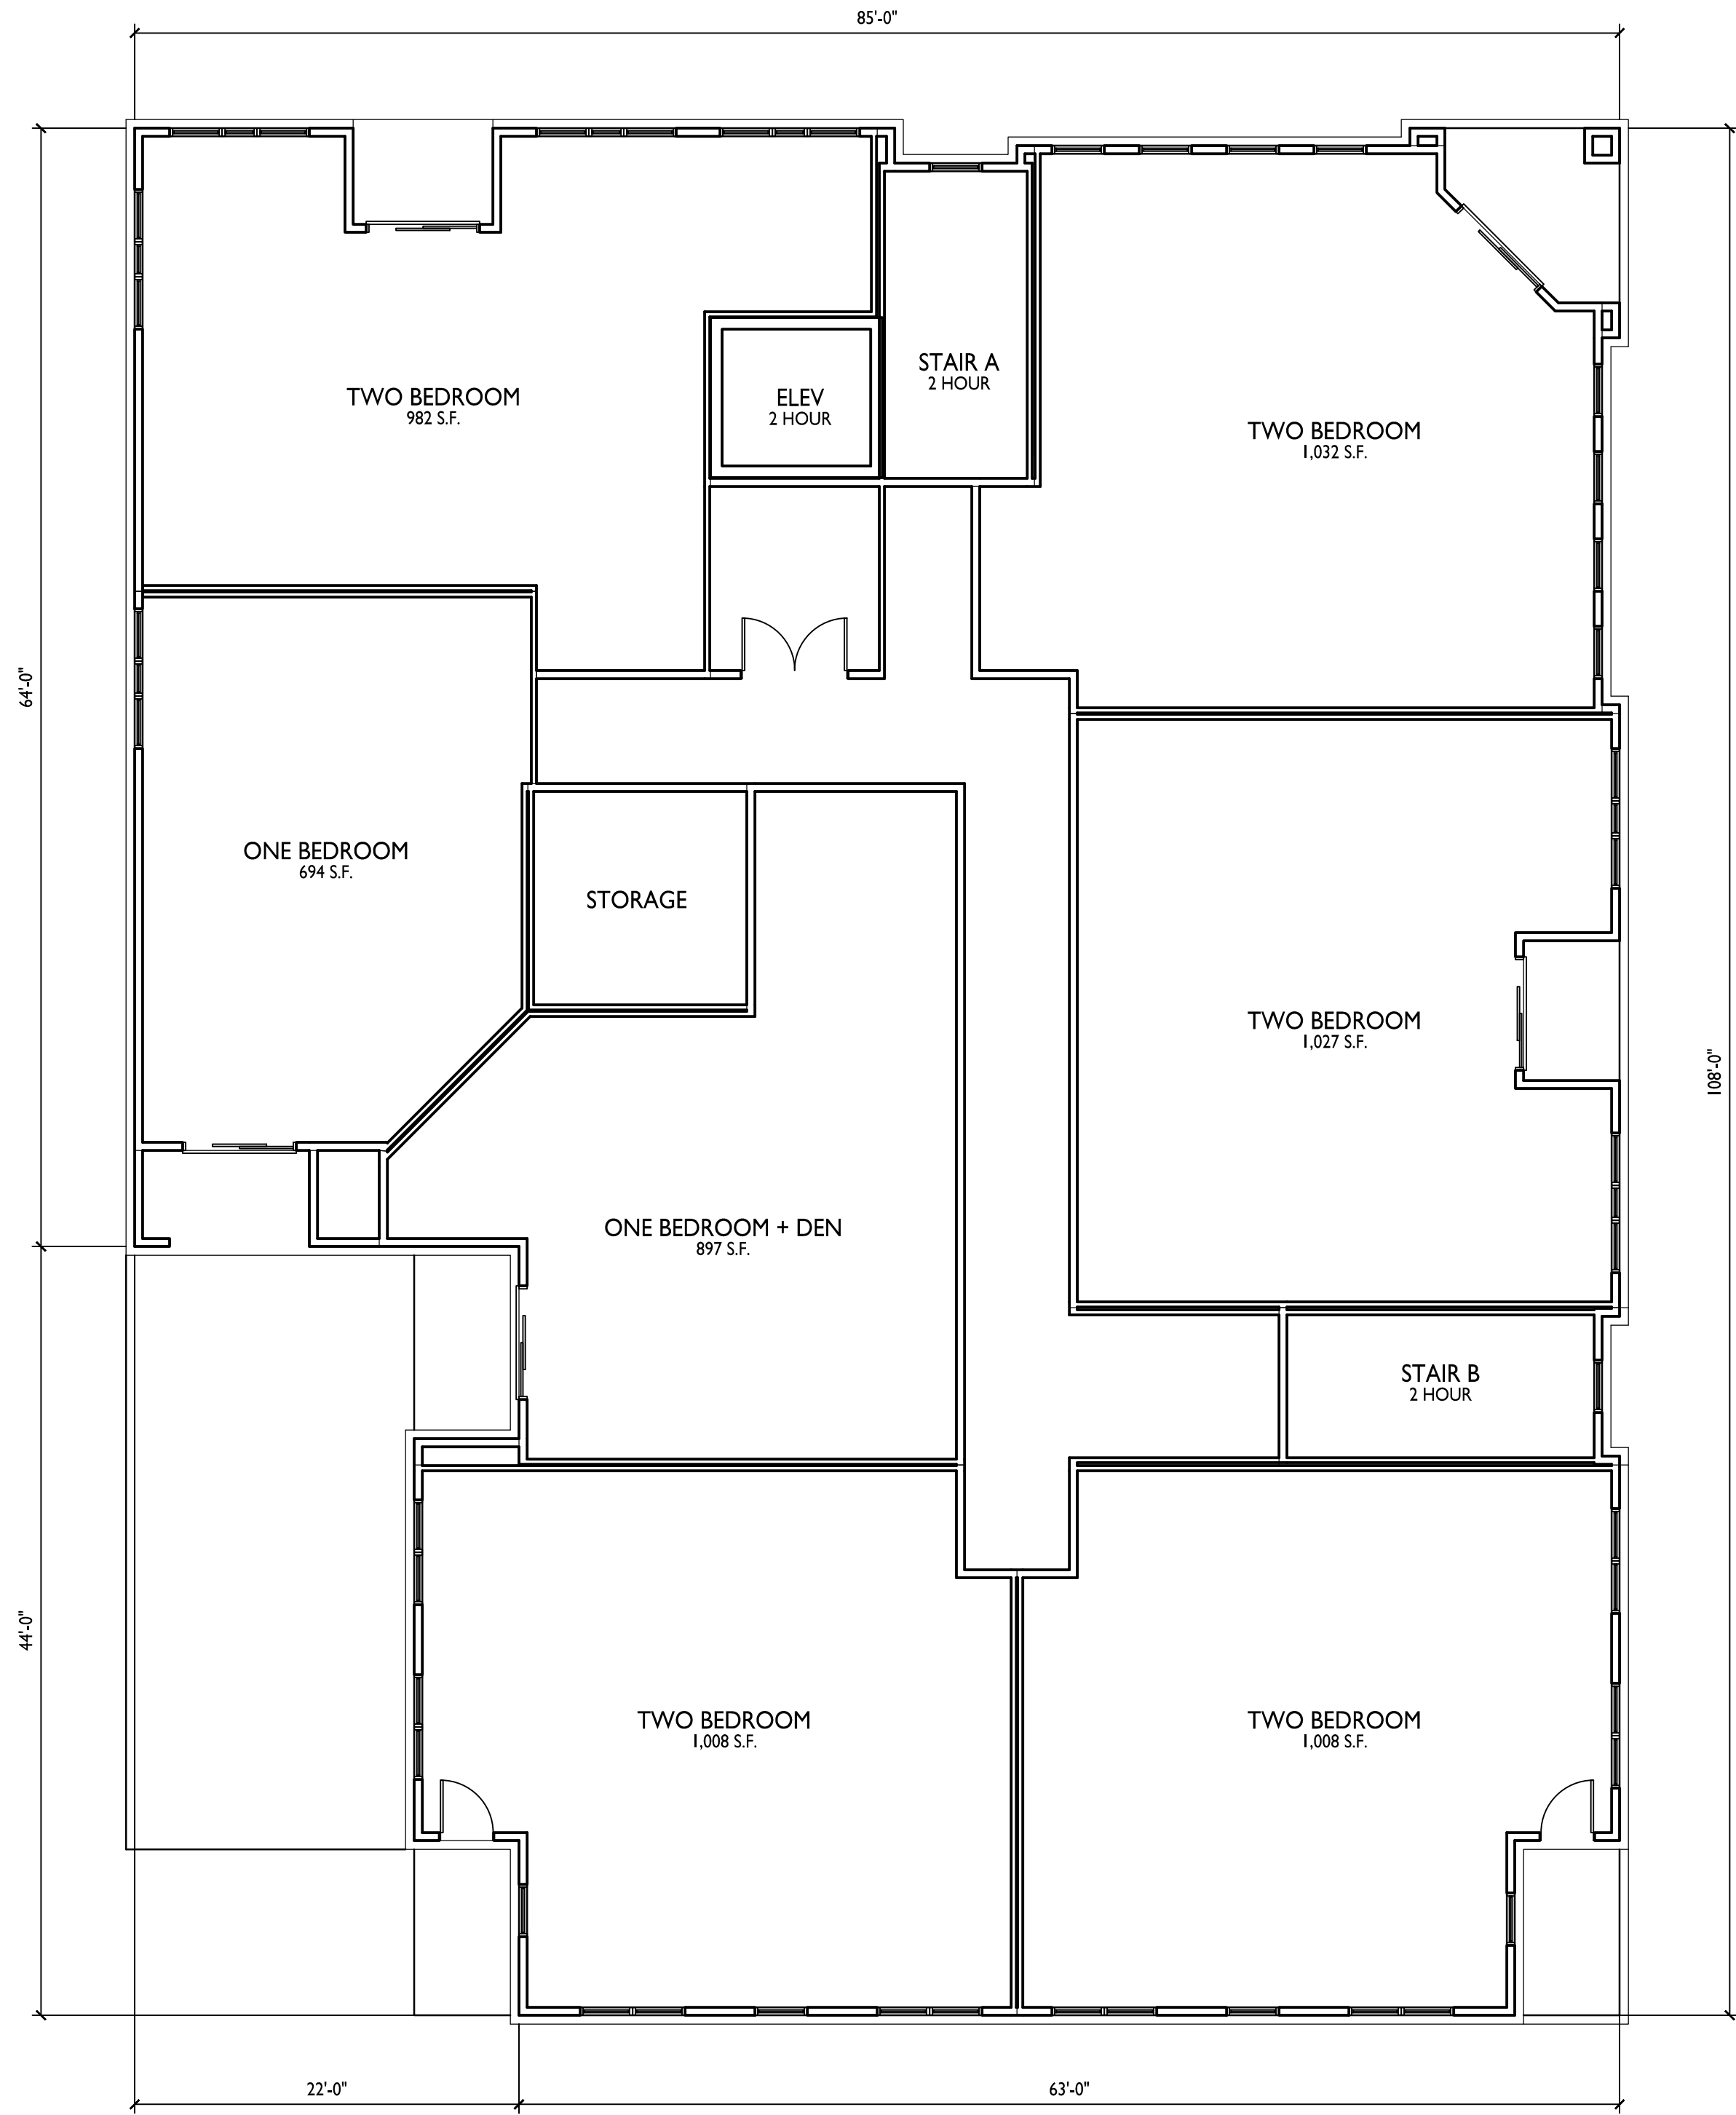 85'-0"
TWO BEDROOM
982 S.F.
ELEV
2 HOUR
STAIR A
2 HOUR
TWO BEDROOM
1,032 S.F.
64'-0"
ONE BEDROOM
694 S.F.
STORAGE
TWO BEDROOM
1,027 S.F.
108'-0"
ONE BEDROOM + DEN
897 S.F.
STAIR B
2 HOUR
44'-0"
TWO BEDROOM
1,008 S.F.
TWO BEDROOM
1,008 S.F.
22'-0"
63'-0"